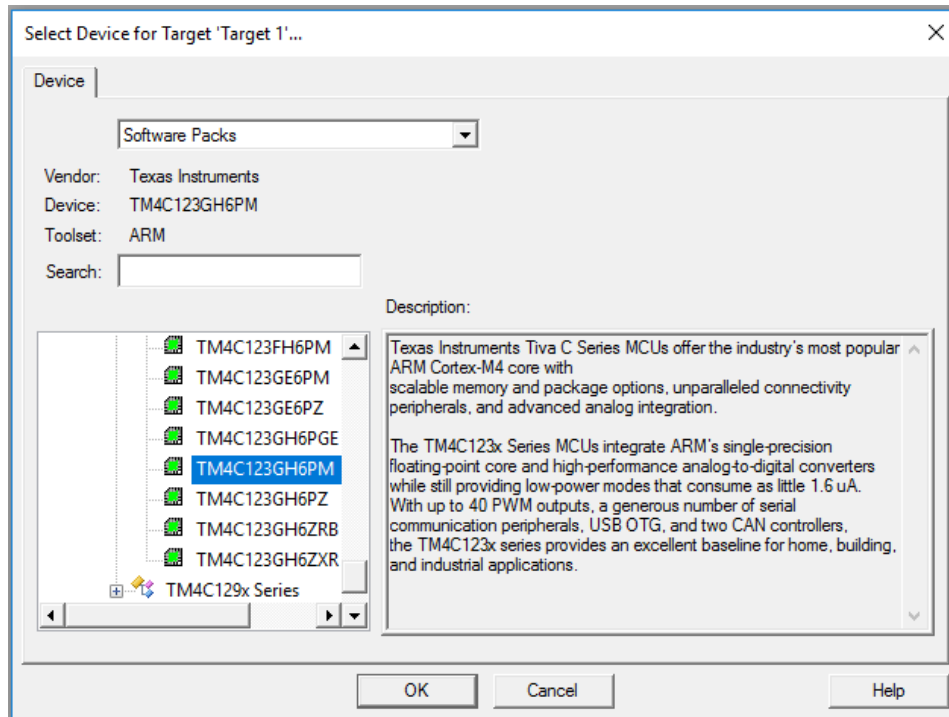 Select Device for Target 'Target 1'...
Device
Software Packs
Vendor: Texas Instruments
Device: TM4C123GH6PM
Toolset: ARM
Search:
Description:
TM4C123FH6PM
TM4C123GE6PM
TM4C123GE6PZ
TM4C123GH6PGE
TM4C123GH6PM
TM4C123GH6PZ
TM4C123GH6ZRB
TM4C123GH6ZXR
TM4C129x Series
Texas Instruments Tiva C Series MCUs offer the industry's most popular
ARM Cortex-M4 core with
scalable memory and package options, unparalleled connectivity
peripherals, and advanced analog integration.
The TM4C123x Series MCUs integrate ARM's single-precision
floating-point core and high-performance analog-to-digital converters
while still providing low-power modes that consume as little 1.6 uA.
With up to 40 PWM outputs, a generous number of serial
communication peripherals, USB OTG, and two CAN controllers,
the TM4C123x series provides an excellent baseline for home, building,
and industrial applications.
OK
Cancel
Help